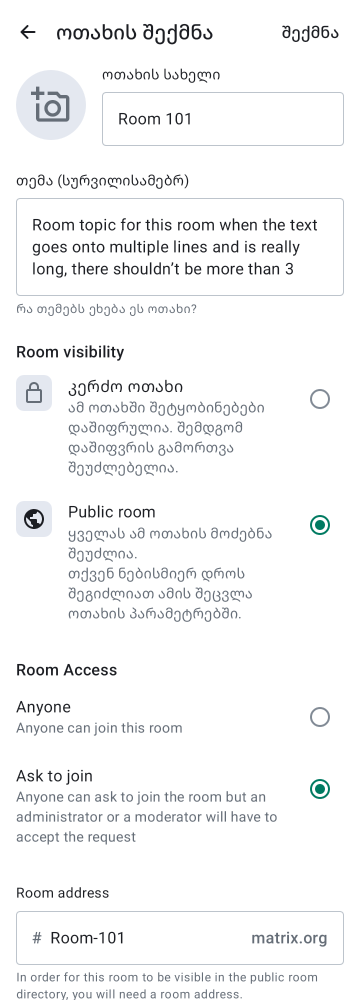 ოთახის შექმნა
შექმნა
ოთახის სახელი
Room 101
თემა (სურვილისამებრ)
Room topic for this room when the text
goes onto multiple lines and is really
long, there shouldn’t be more than 3
რა თემებს ეხება ეს ოთახი?
Room visibility
კერძო ოთახი
ამ ოთახში შეტყობინებები
დაშიფრულია. შემდგომ
დაშიფვრის გამორთვა
შეუძლებელია.
Public room
ყველას ამ ოთახის მოძებნა
შეუძლია.
თქვენ ნებისმიერ დროს
შეგიძლიათ ამის შეცვლა
ოთახის პარამეტრებში.
Room Access
Anyone
Anyone can join this room
Ask to join
Anyone can ask to join the room but an
administrator or a moderator will have to
accept the request
Room address
# Room-101 matrix.org
In order for this room to be visible in the public room
directory, you will need a room address.